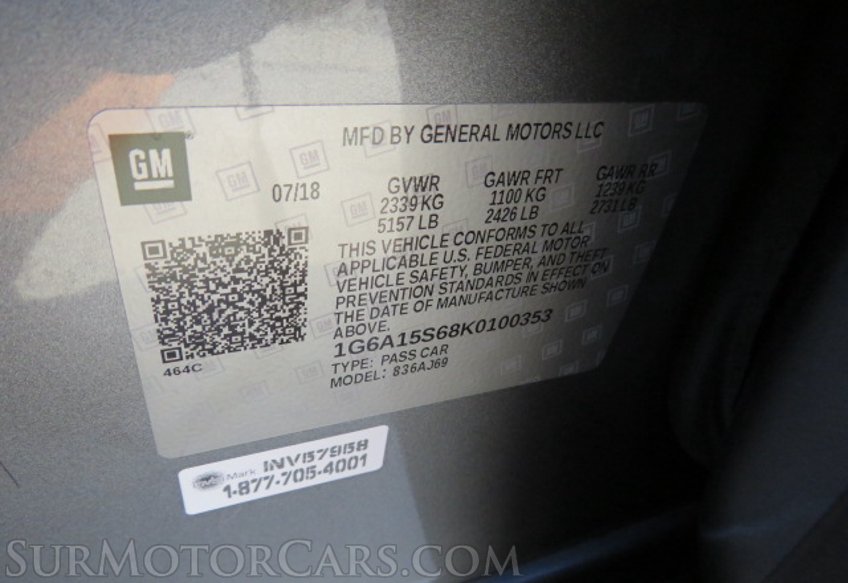 MFD BY GENERAL MOTORS LLC
GM
07/18
GVWR
2339 KG
5157 LB
GAWR FRT
1100 KG
2426 LB
GAWR RR
1239 KG
2731 LB
THIS VEHICLE CONFORMS TO ALL
APPLICABLE U.S. FEDERAL MOTOR
VEHICLE SAFETY, BUMPER, AND THEFT
PREVENTION STANDARDS IN EFFECT ON
THE DATE OF MANUFACTURE SHOWN
ABOVE.
1G6A15S68K0100353
TYPE: PASS CAR
MODEL: 836AJ69
464C
Mark INV57968
1-877-705-4001
SURMOTORCARS.COM